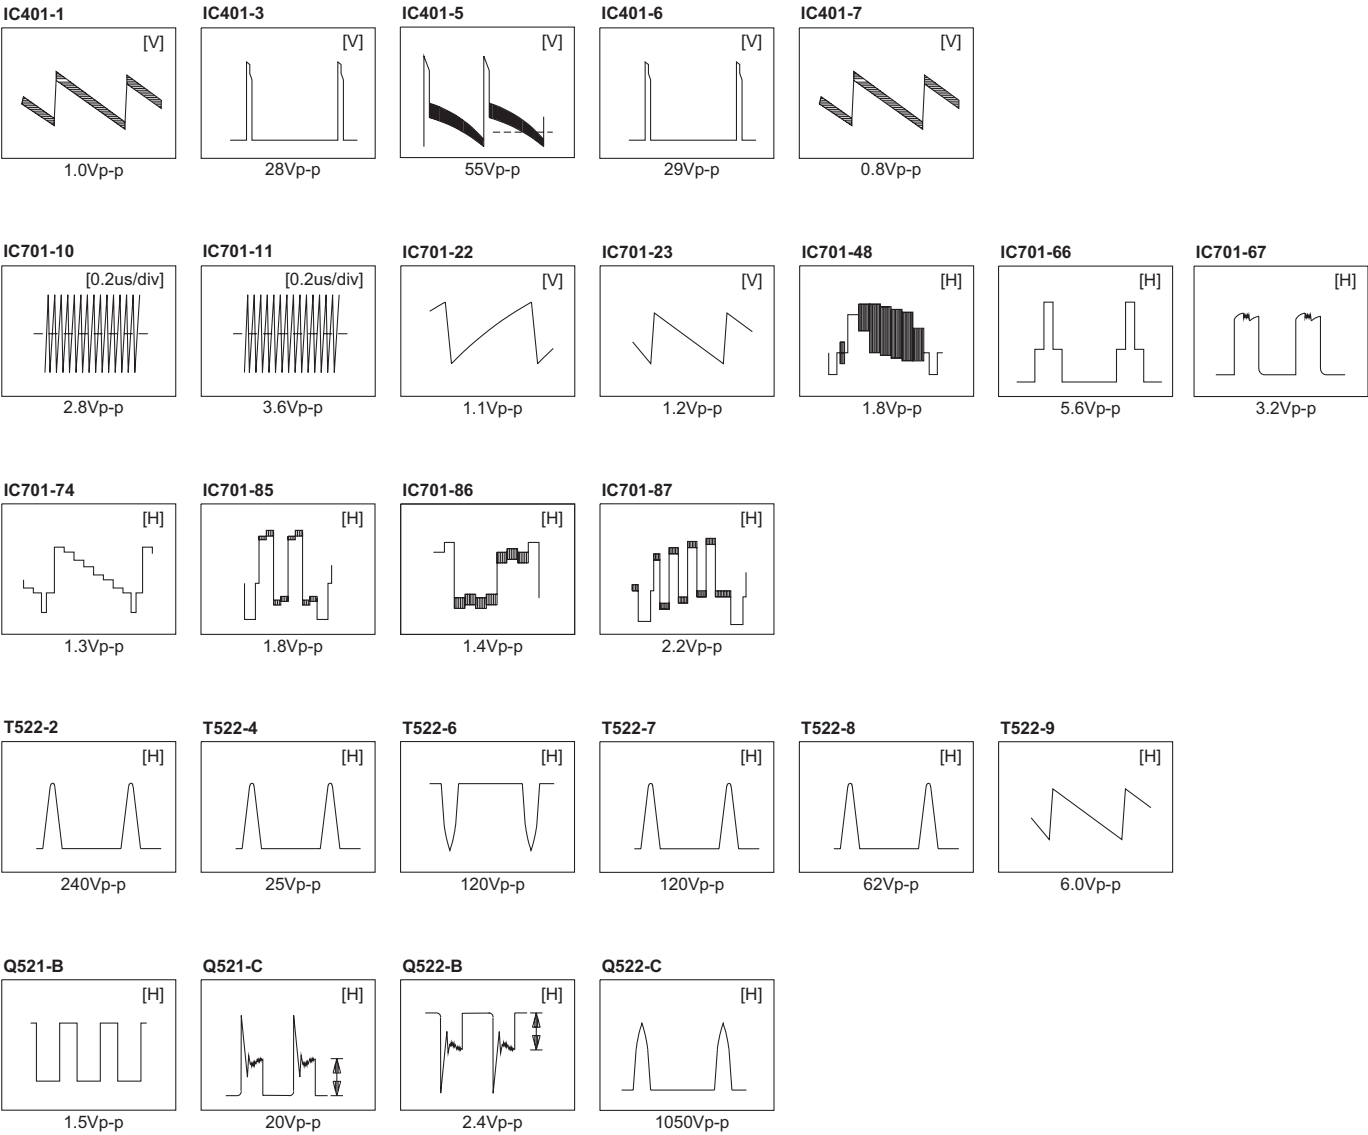 IC401-1 IC401-3 IC401-5 IC401-6 IC401-7
[V] [V] [V] [V] [V]
1.0Vp-p 28Vp-p 55Vp-p 29Vp-p 0.8Vp-p
IC701-10 IC701-11 IC701-22 IC701-23 IC701-48 IC701-66 IC701-67
[0.2us/div] [0.2us/div] [V] [V] [H] [H] [H]
2.8Vp-p 3.6Vp-p 1.1Vp-p 1.2Vp-p 1.8Vp-p 5.6Vp-p 3.2Vp-p
IC701-74 IC701-85 IC701-86 IC701-87
[H] [H] [H] [H]
1.3Vp-p 1.8Vp-p 1.4Vp-p 2.2Vp-p
T522-2 T522-4 T522-6 T522-7 T522-8 T522-9
[H] [H] [H] [H] [H] [H]
240Vp-p 25Vp-p 120Vp-p 120Vp-p 62Vp-p 6.0Vp-p
Q521-B Q521-C Q522-B Q522-C
[H] [H] [H] [H]
1.5Vp-p 20Vp-p 2.4Vp-p 1050Vp-p